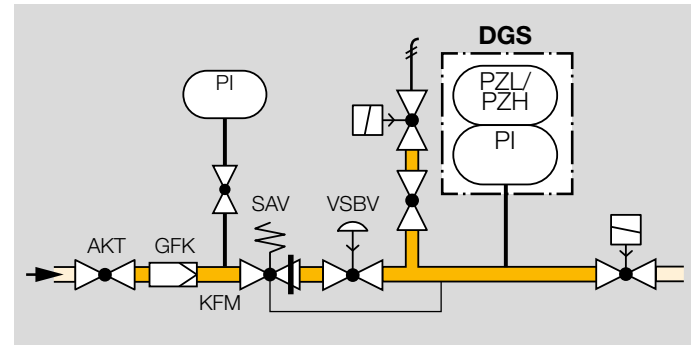 DGS
PI
PZL/
PZH
PI
SAV
VSBV
AKT
GFK
KFM